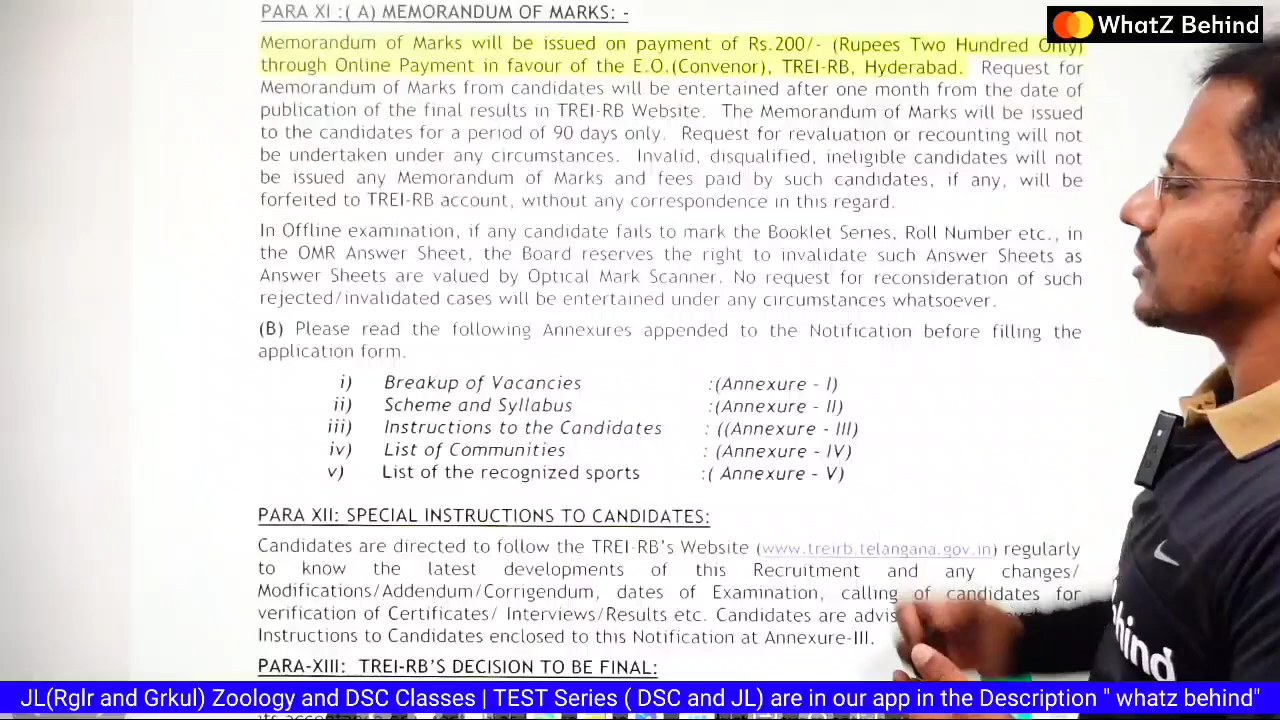 PARA XI :( A) MEMORANDUM OF MARKS: -
WhatZ Behind
Memorandum of Marks will be issued on payment of Rs.200/- (Rupees Two Hundred Only)
through Online Payment in favour of the E.O.(Convenor), TREI-RB, Hyderabad. Request for
Memorandum of Marks from candidates will be entertained after one month from the date of
publication of the final results in TREI-RB Website. The Memorandum of Marks will be issued
to the candidates for a period of 90 days only. Request for revaluation or recounting will not
be undertaken under any circumstances. Invalid, disqualified, ineligible candidates will not
be issued any Memorandum of Marks and fees paid by such candidates, if any, will be
forfeited to TREI-RB account, without any correspondence in this regard.
In Offline examination, if any candidate fails to mark the Booklet Series, Roll Number etc., in
the OMR Answer Sheet, the Board reserves the right to invalidate such Answer Sheets as
Answer Sheets are valued by Optical Mark Scanner. No request for reconsideration of such
rejected/invalidated cases will be entertained under any circumstances whatsoever.
(B) Please read the following Annexures appended to the Notification before filling the
application form.
i) Breakup of Vacancies :(Annexure - I)
ii) Scheme and Syllabus :(Annexure - II)
iii) Instructions to the Candidates : ((Annexure - III)
iv) List of Communities : (Annexure - IV)
v) List of the recognized sports :( Annexure - V)
PARA XII: SPECIAL INSTRUCTIONS TO CANDIDATES:
Candidates are directed to follow the TREI-RB's Website (www.treirb.telangana.gov.in) regularly
to know the latest developments of this Recruitment and any changes/
Modifications/Addendum/Corrigendum, dates of Examination, calling of candidates for
verification of Certificates/ Interviews/Results etc. Candidates are
Instructions to Candidates enclosed to this Notification at Annexure-III.
hind
PARA-XIII: TREI-RB'S DECISION TO BE FINAL:
JL(Rglr and Grkul) Zoology and DSC Classes | TEST Series ( DSC and JL) are in our app in the Description " whatz behind"